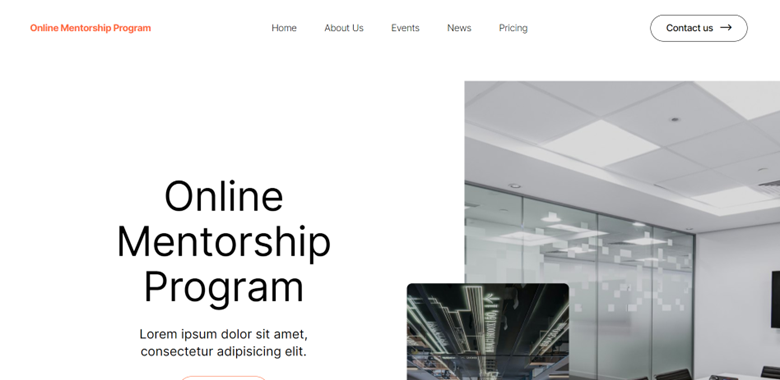 Online Mentorship Program
Home
About Us
Events
News
Pricing
Contact us
Online
Mentorship
Program
Lorem ipsum dolor sit amet,
consectetur adipisicing elit.